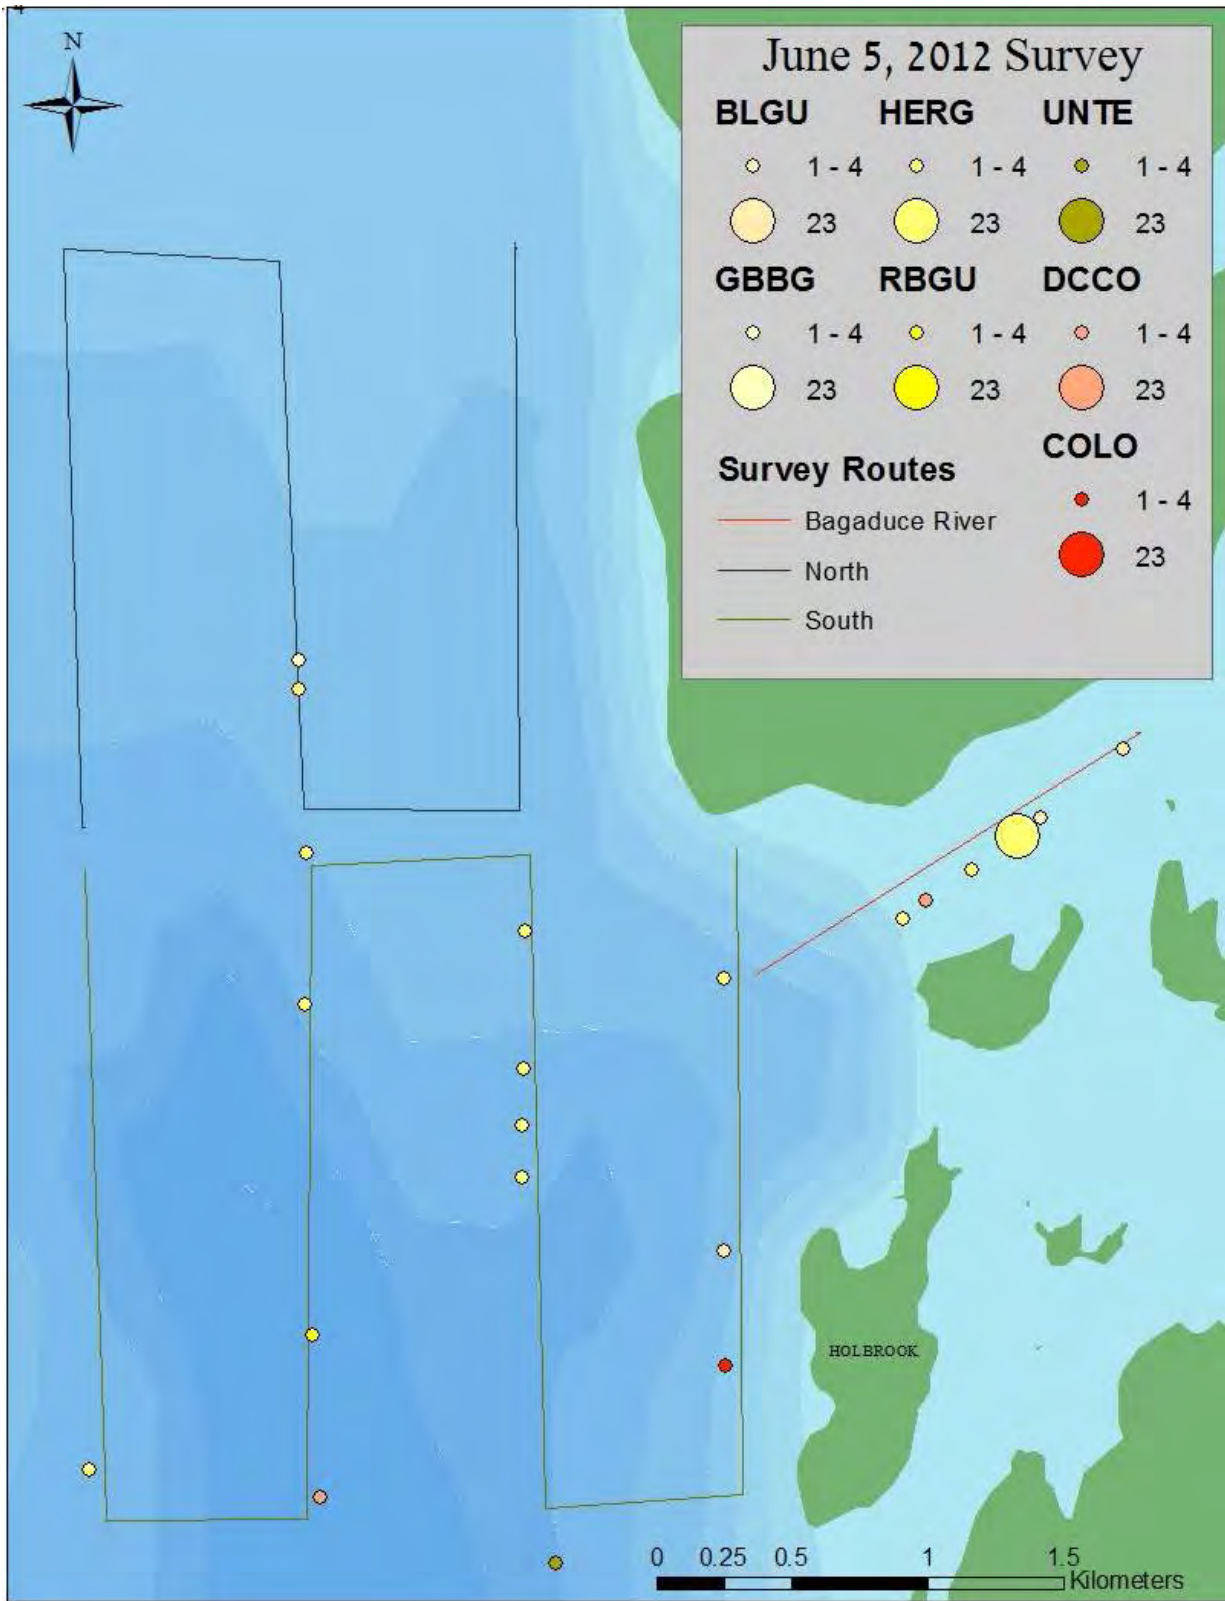 4
N
June 5, 2012 Survey
BLGU HERG UNTE
1 - 4 1 - 4 1 - 4
23 23 23
GBBG RBGU DCCO
1 - 4 1 - 4 1 - 4
23 23 23
COLO
Survey Routes
1 - 4
Bagaduce River
23
North
South
HOLBROOK
0 0.25 0.5 1 1.5
Kilometers